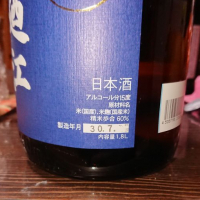 日本酒
アルコール分15度
原材料名
米(国産)、米麹(国産米)
精米歩合 60%
製造年月 30.7.
内容量 1.8L